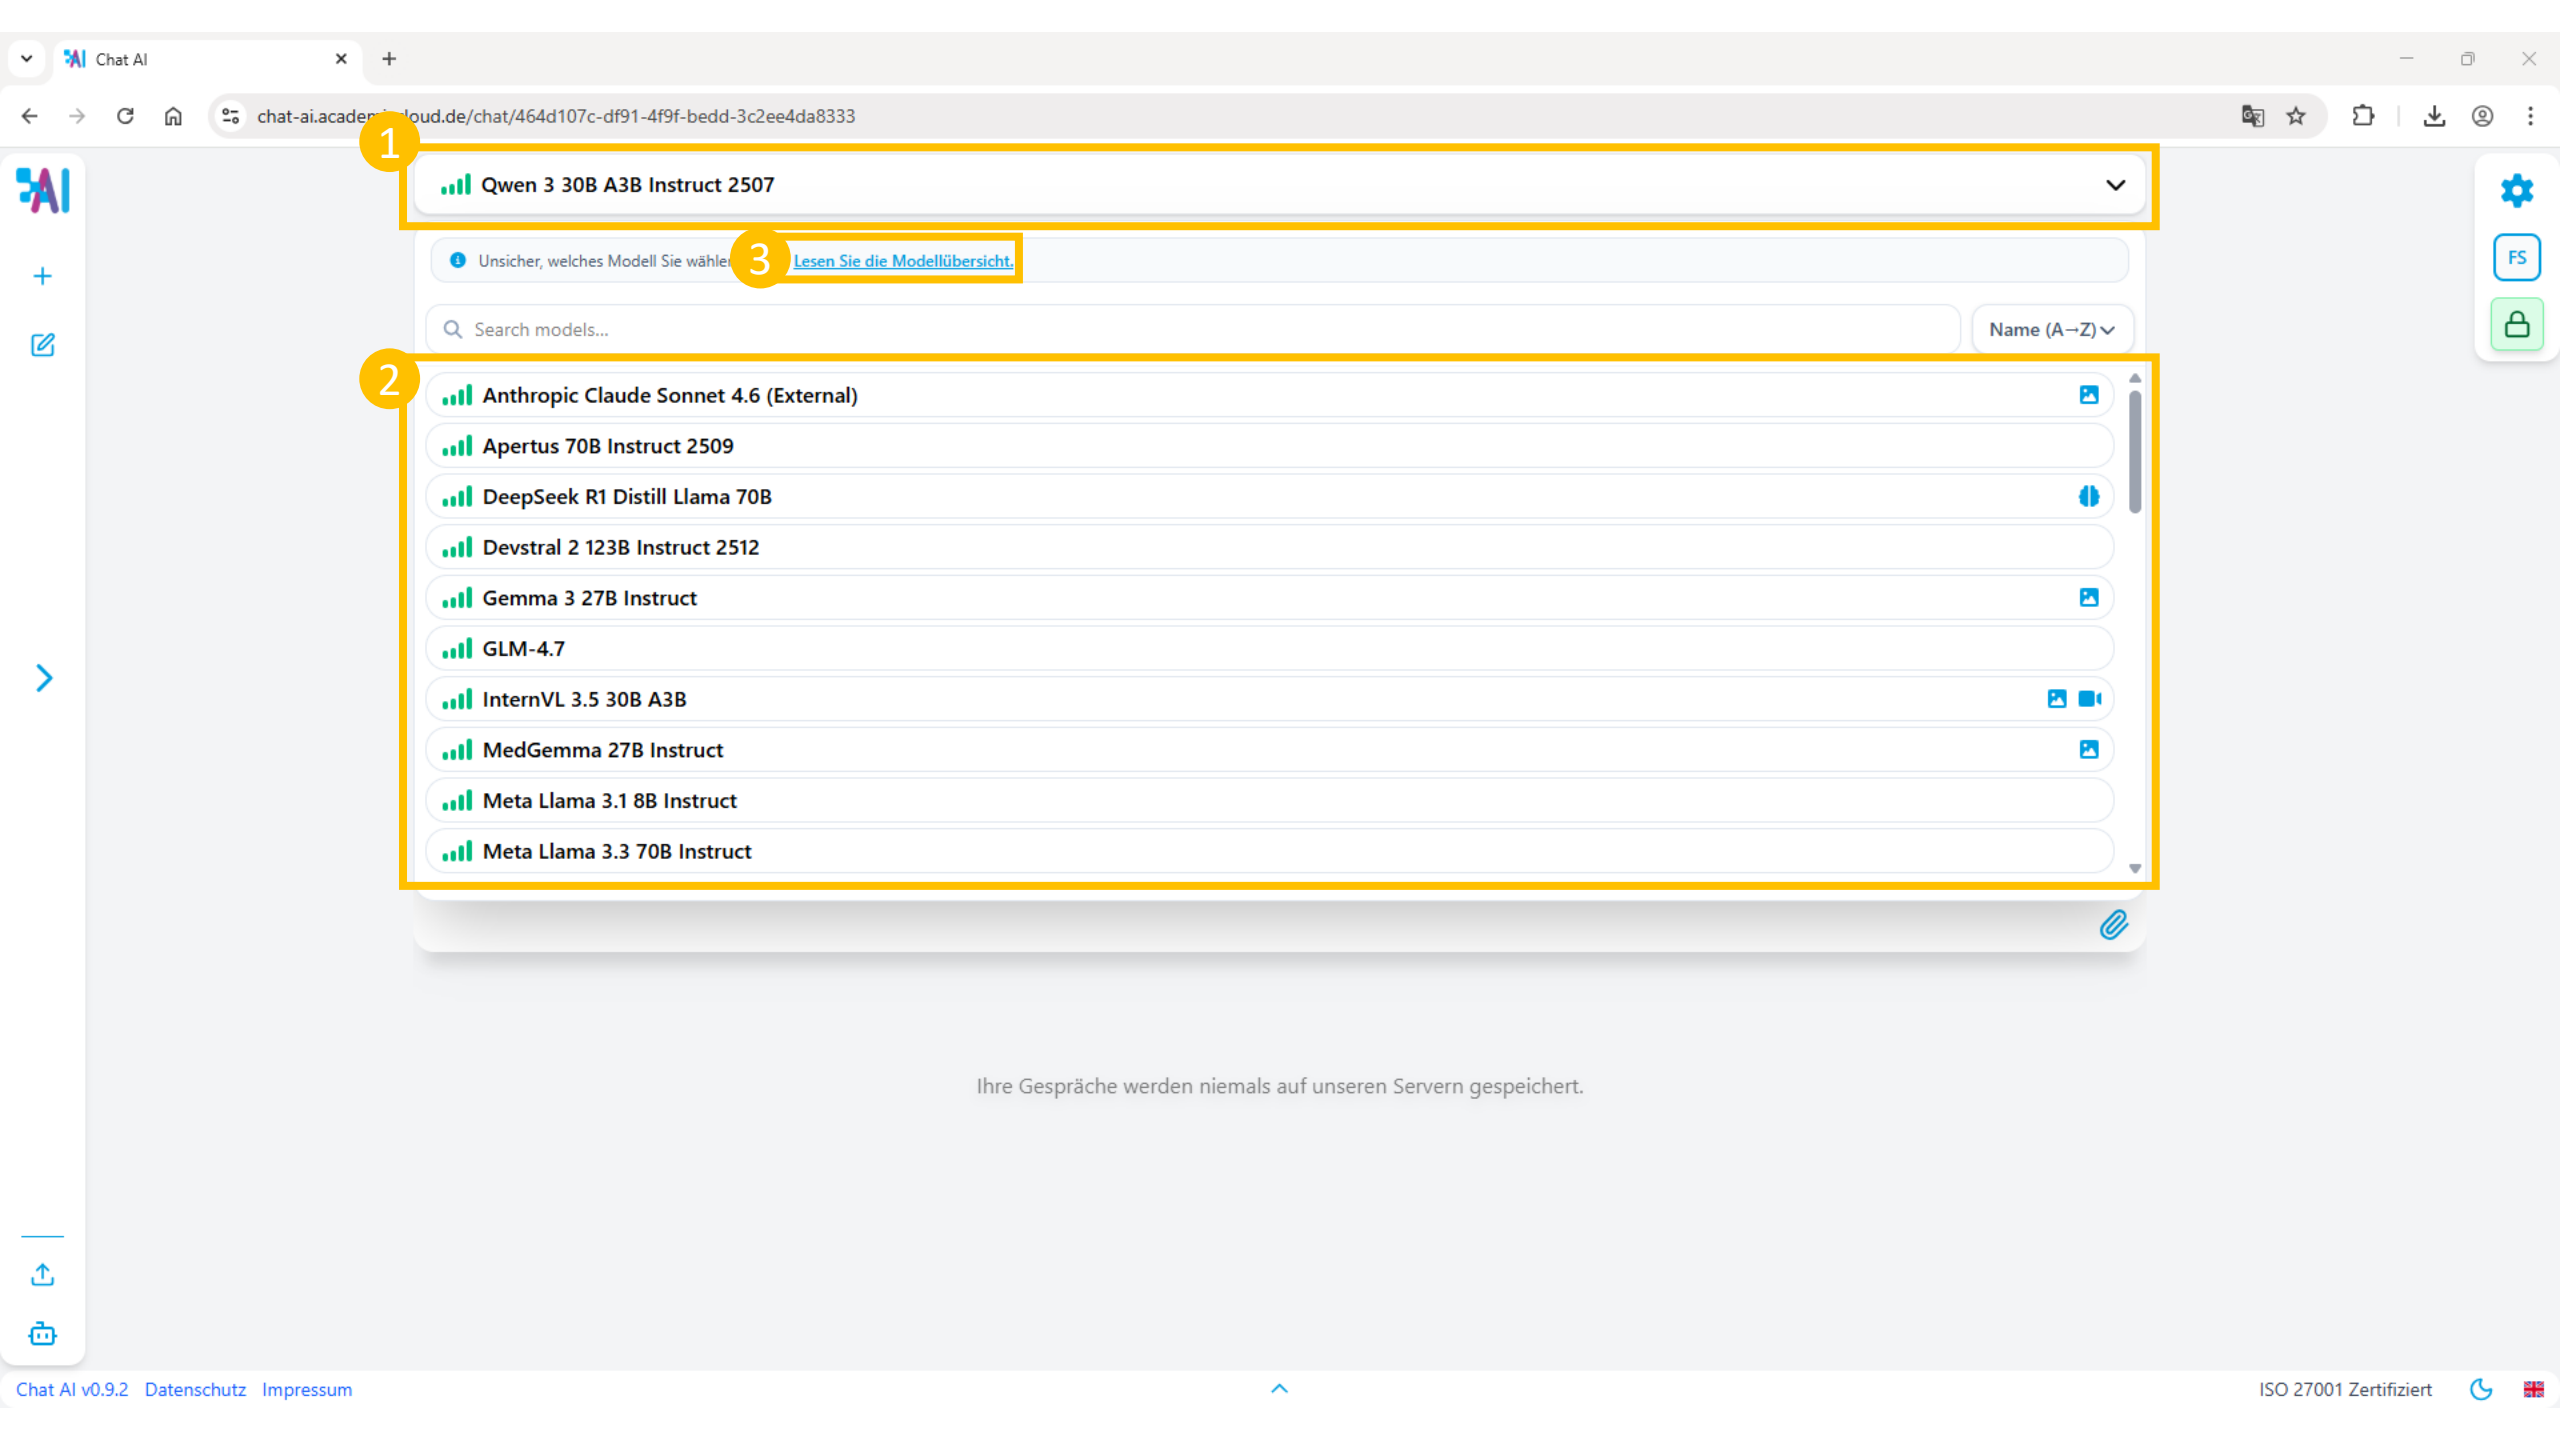 Chat AI
chat-ai.academ cloud.de/chat/464d107c-df91-4f9f-bedd-3c2ee4da8333
1
AI
Qwen 3 30B A3B Instruct 2507
Unsicher, welches Modell Sie 3 Lesen Sie die Modellübersicht.
FS
Search models...
Name (A→Z)
2
Anthropic Claude Sonnet 4.6 (External)
Apertus 70B Instruct 2509
DeepSeek R1 Distill Llama 70B
Devstral 2 123B Instruct 2512
Gemma 3 27B Instruct
GLM-4.7
InternVL 3.5 30B A3B
MedGemma 27B Instruct
Meta Llama 3.1 8B Instruct
Meta Llama 3.3 70B Instruct
Ihre Gespräche werden niemals auf unseren Servern gespeichert.
Chat AI v0.9.2 Datenschutz Impressum
ISO 27001 Zertifiziert